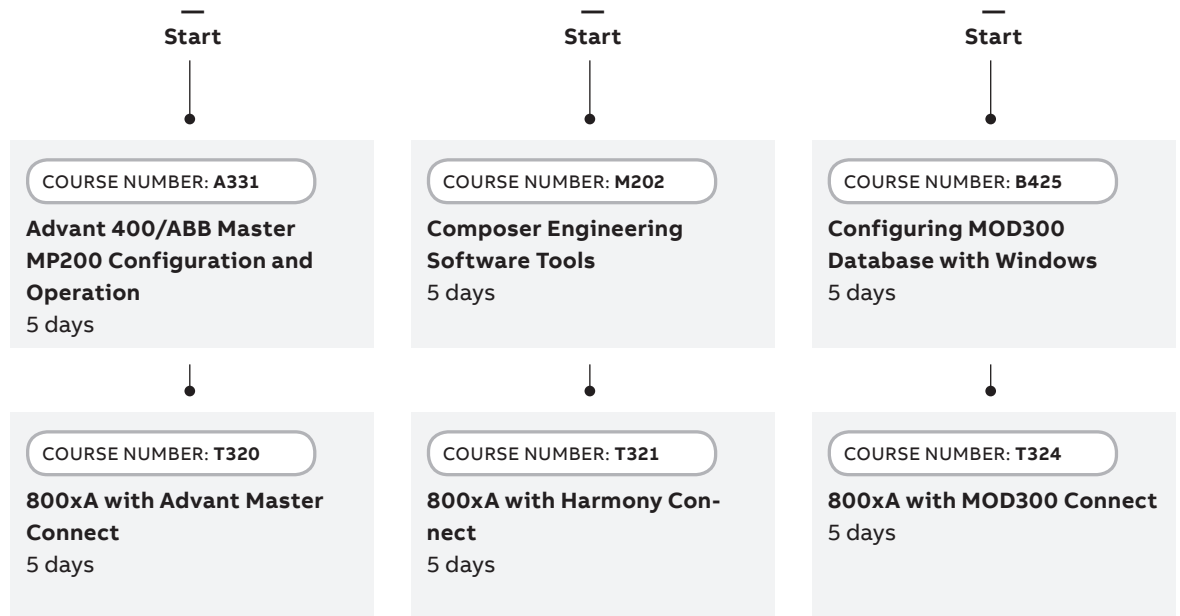 Start
Start
Start
COURSE NUMBER: A331
Advant 400/ABB Master
MP200 Configuration and
Operation
5 days
COURSE NUMBER: M202
Composer Engineering
Software Tools
5 days
COURSE NUMBER: B425
Configuring MOD300
Database with Windows
5 days
COURSE NUMBER: T320
800xA with Advant Master
Connect
5 days
COURSE NUMBER: T321
800xA with Harmony Con-
nect
5 days
COURSE NUMBER: T324
800xA with MOD300 Connect
5 days